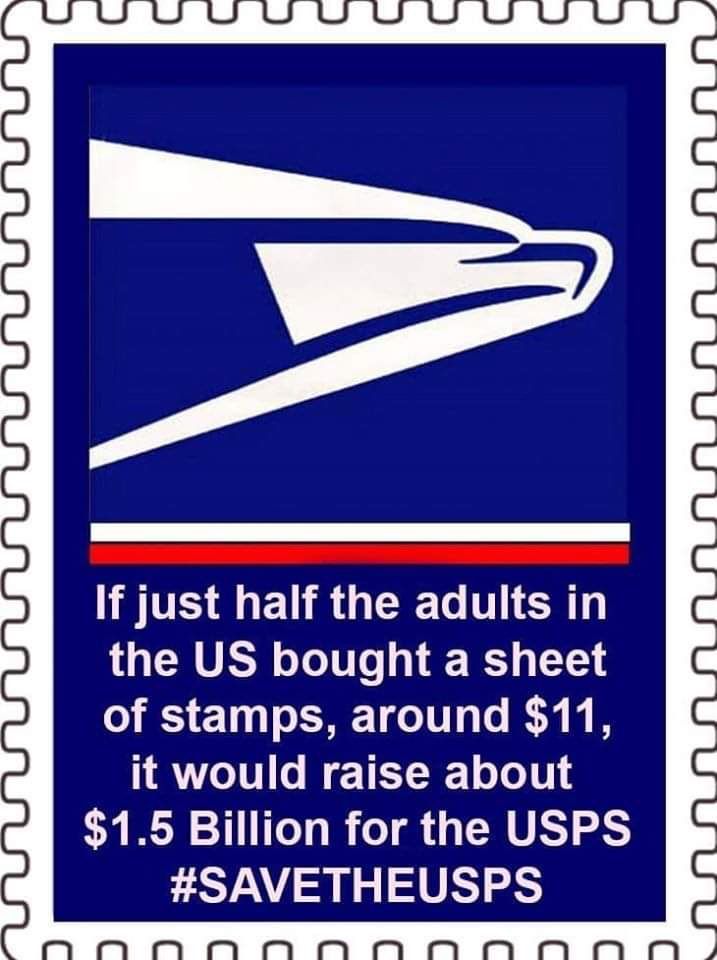 If just half the adults in
the US bought a sheet
of stamps, around $11,
it would raise about
$1.5 Billion for the USPS
#SAVETHEUSPS